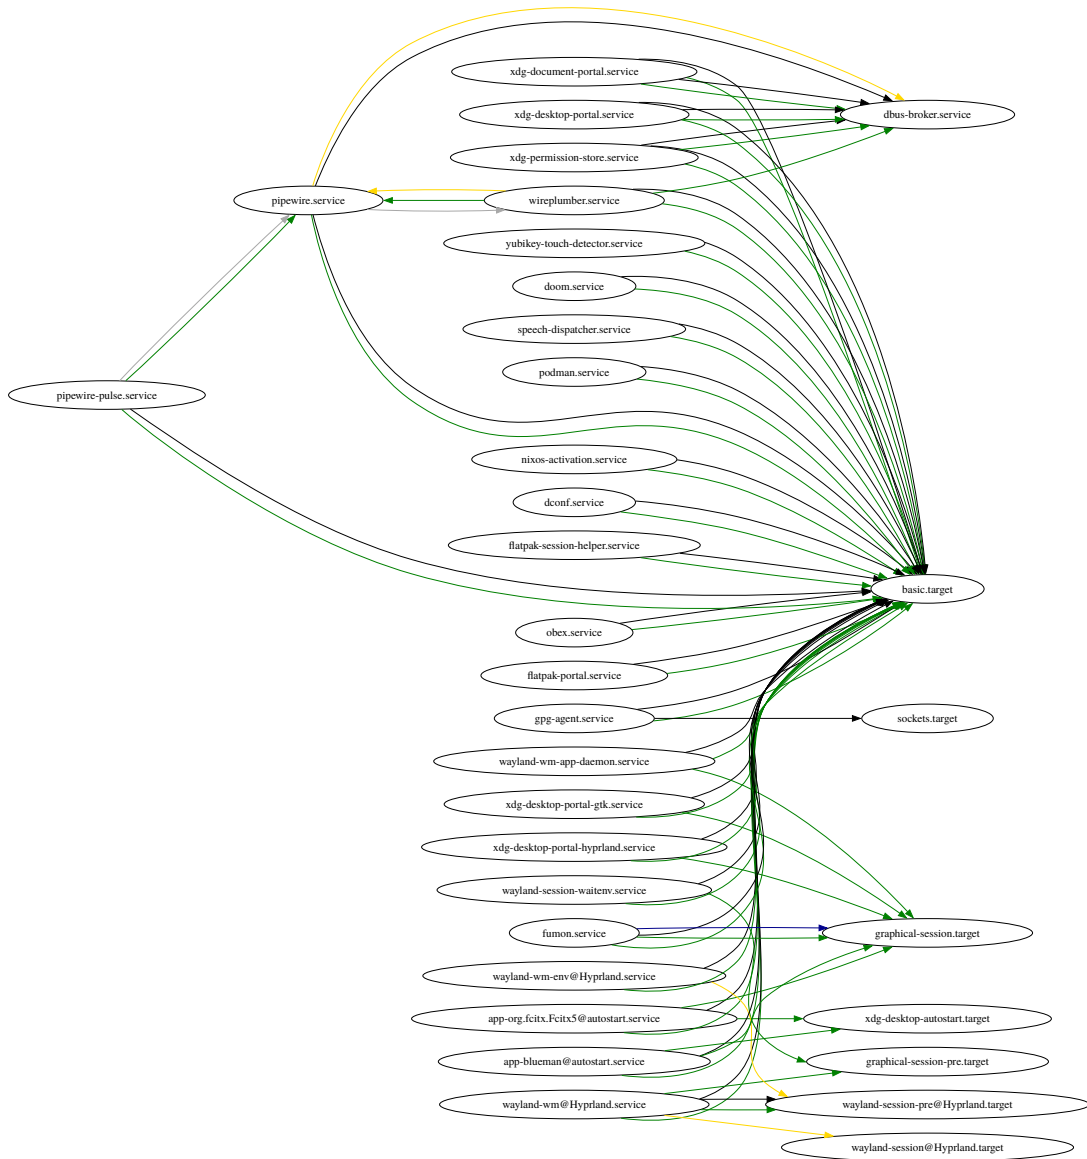 xdg-document-portal.service
xdg-desktop-portal.service
dbus-broker.service
xdg-permission-store.service
pipewire.service
wireplumber.service
yubikey-touch-detector.service
doom.service
speech-dispatcher.service
podman.service
pipewire-pulse.service
nixos-activation.service
dconf.service
flatpak-session-helper.service
basic.target
obex.service
flatpak-portal.service
gpg-agent.service
sockets.target
wayland-wm-app-daemon.service
xdg-desktop-portal-gtk.service
xdg-desktop-portal-hyprland.service
wayland-session-waitenv.service
fumon.service
graphical-session.target
wayland-wm-env@Hyprland.service
app-org.fcitx.Fcitx5@autostart.service
xdg-desktop-autostart.target
app-blueman@autostart.service
graphical-session-pre.target
wayland-wm@Hyprland.service
wayland-session-pre@Hyprland.target
wayland-session@Hyprland.target